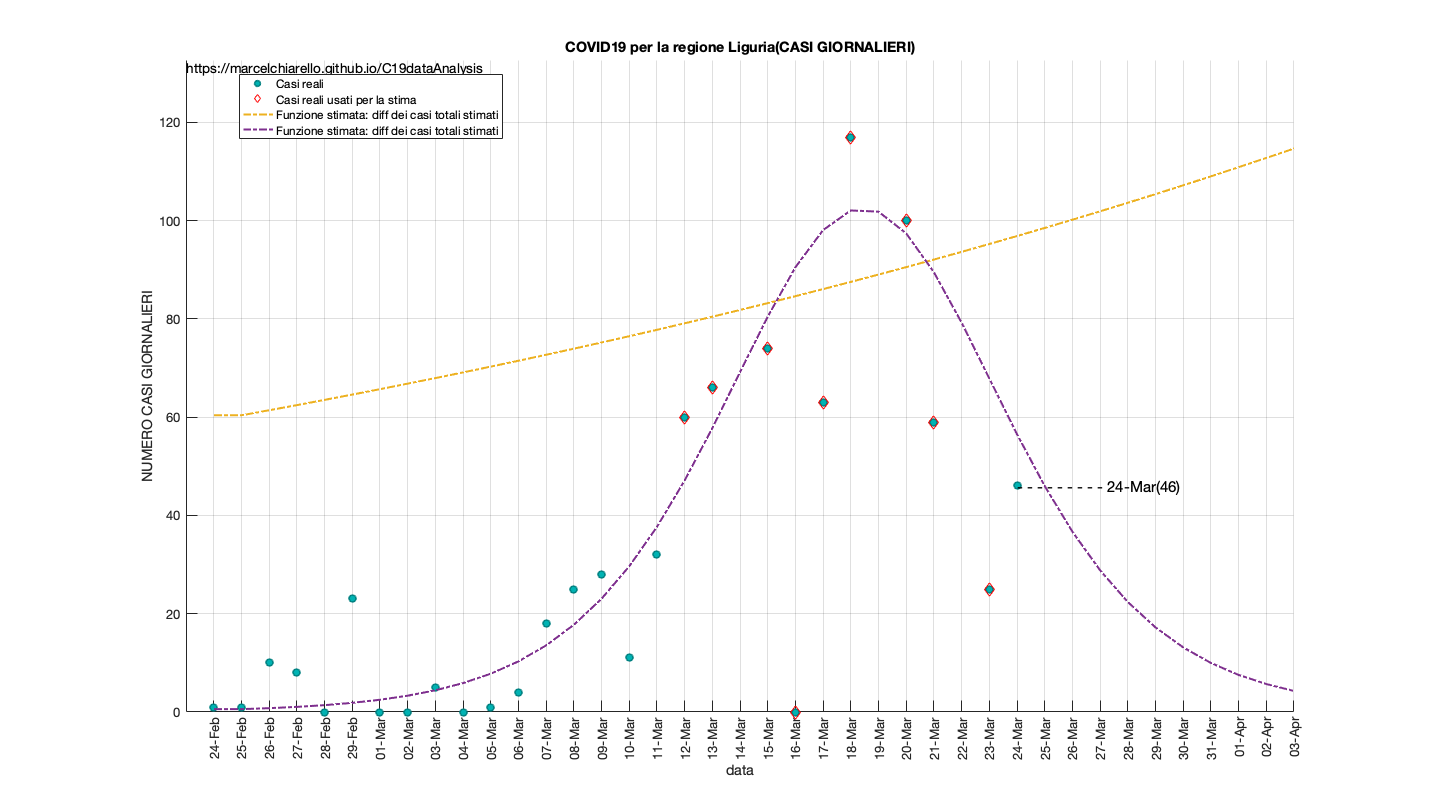 COVID19 per la regione Liguria(CASI GIORNALIERI)
https://marcelchiarello.github.io/C19dataAnalysis
Casi reali
Casi reali usati per la stima
Funzione stimata: diff dei casi totali stimati
Funzione stimata: diff dei casi totali stimati
NUMERO CASI GIORNALIERI
120
100
80
60
40
20
0
24-Mar(46)
24-Feb
25-Feb
26-Feb
27-Feb
28-Feb
29-Feb
01-Mar
02-Mar
03-Mar
04-Mar
05-Mar
06-Mar
07-Mar
08-Mar
09-Mar
10-Mar
11-Mar
12-Mar
13-Mar
14-Mar
15-Mar
16-Mar
17-Mar
18-Mar
19-Mar
20-Mar
21-Mar
22-Mar
23-Mar
24-Mar
25-Mar
26-Mar
27-Mar
28-Mar
29-Mar
30-Mar
31-Mar
01-Apr
02-Apr
03-Apr
data